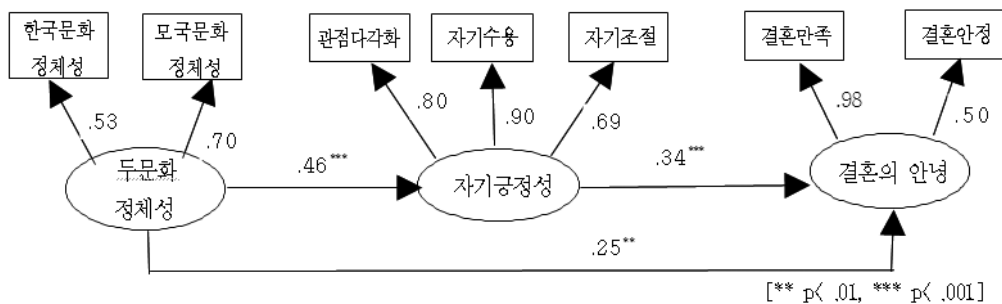 한국문화
정체성
모국문화
정체성
관점다각화
자기수용
자기조절
결혼만족
결혼안정
.53
.70
.80
.90
.69
.98
.50
두문화
정체성
.46***
자기긍정성
.34***
결혼의 안녕
.25**
[** p< .01, *** p< .001]